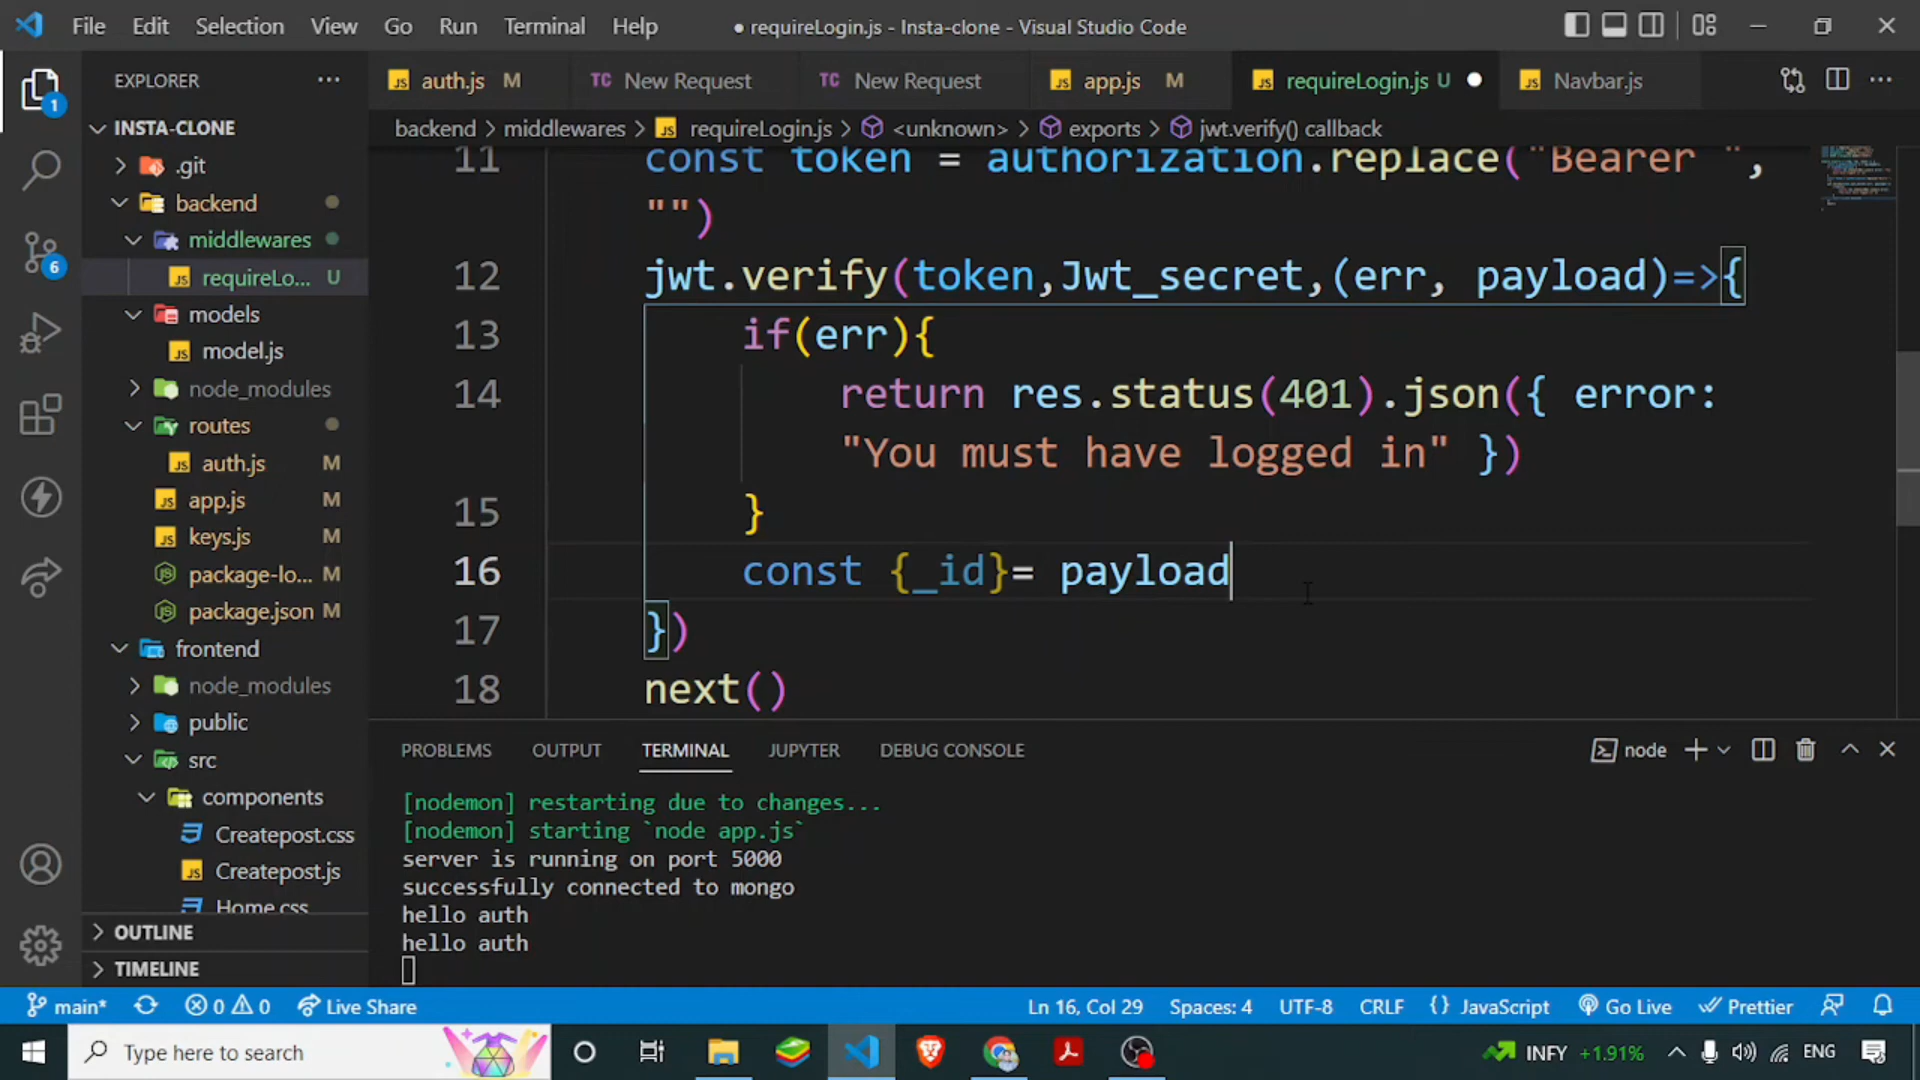 File Edit Selection View Go Run Terminal Help
● requireLogin.js - Insta-clone - Visual Studio Code
EXPLORER ···
auth.js M
TC New Request
TC New Request
app.js M
requireLogin.js U ●
Navbar.js
backend > middlewares > requireLogin.js > <unknown> > exports > jwt.verify() callback
INSTA-CLONE
.git
backend
middlewares
requireLo... U
models
model.js
node_modules
routes
auth.js M
app.js M
keys.js M
package-lo... M
package.json M
frontend
node_modules
public
src
components
Createpost.css
Createpost.js
Home.css
OUTLINE
TIMELINE
1
6
11 const token = authorization.replace("Bearer ",
"")
12 jwt.verify(token,Jwt_secret,(err, payload)=>{
13 if(err){
14 return res.status(401).json({ error:
"You must have logged in" })
15 }
16 const {_id}= payload
17 })
18 next()
PROBLEMS OUTPUT TERMINAL JUPYTER DEBUG CONSOLE
node
[nodemon] restarting due to changes...
[nodemon] starting `node app.js`
server is running on port 5000
successfully connected to mongo
hello auth
hello auth
main* 0 0 Live Share
Ln 16, Col 29 Spaces: 4 UTF-8 CRLF {} JavaScript Go Live Prettier
Type here to search
INFY +1.91% ENG